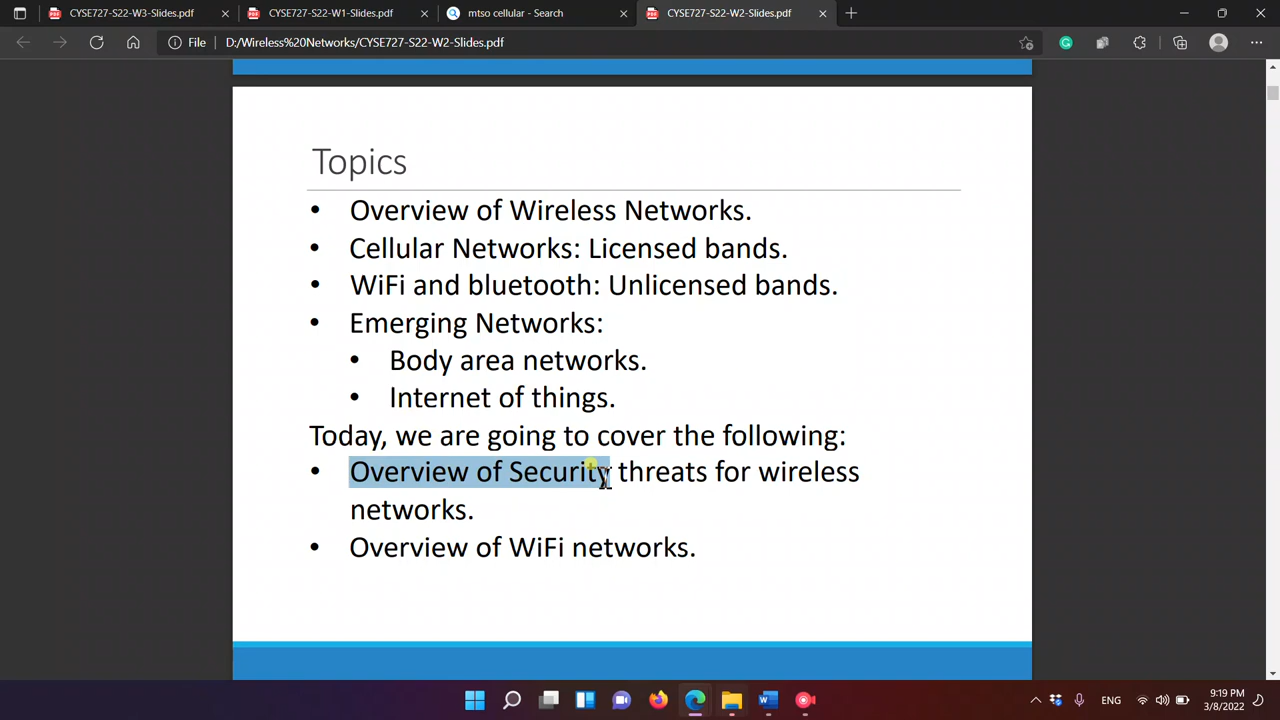 CYSE727-S22-W3-Slides.pdf
CYSE727-S22-W1-Slides.pdf
mtso cellular - Search
CYSE727-S22-W2-Slides.pdf
File
D:/Wireless%20Networks/CYSE727-S22-W2-Slides.pdf
Topics
• Overview of Wireless Networks.
• Cellular Networks: Licensed bands.
• WiFi and bluetooth: Unlicensed bands.
• Emerging Networks:
• Body area networks.
• Internet of things.
Today, we are going to cover the following:
• Overview of Security threats for wireless
networks.
• Overview of WiFi networks.
ENG
9:19 PM
3/8/2022